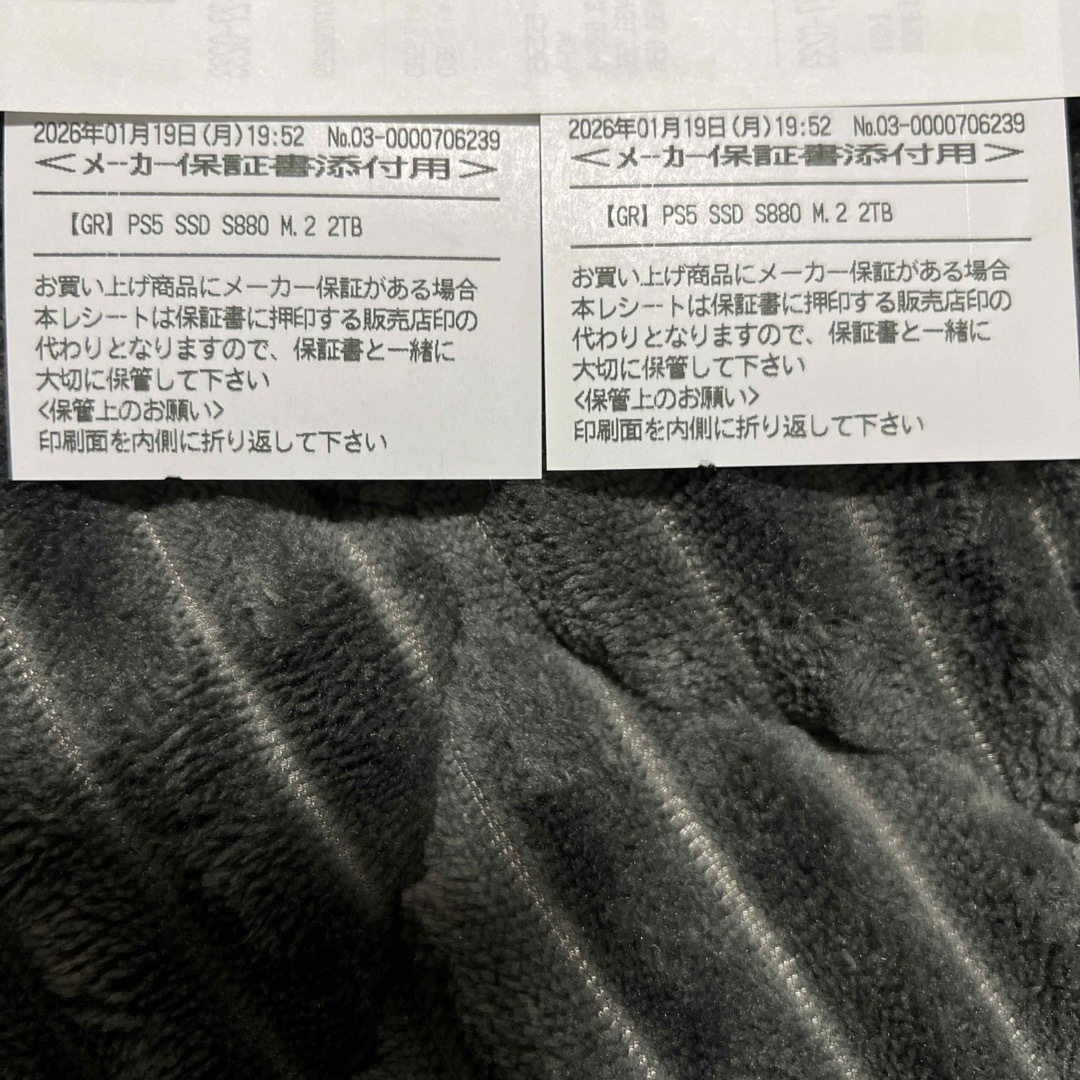 2026年01月19日(月)19:52 №03-0000706239
<メーカー保証書添付用>
【GR】PS5 SSD S880 M.2 2TB
お買い上げ商品にメーカー保証がある場合
本レシートは保証書に押印する販売店印の
代わりとなりますので、保証書と一緒に
大切に保管して下さい
<保管上のお願い>
印刷面を内側に折り返して下さい
2026年01月19日(月)19:52 №03-0000706239
<メーカー保証書添付用>
【GR】PS5 SSD S880 M.2 2TB
お買い上げ商品にメーカー保証がある場合
本レシートは保証書に押印する販売店印の
代わりとなりますので、保証書と一緒に
大切に保管して下さい
<保管上のお願い>
印刷面を内側に折り返して下さい